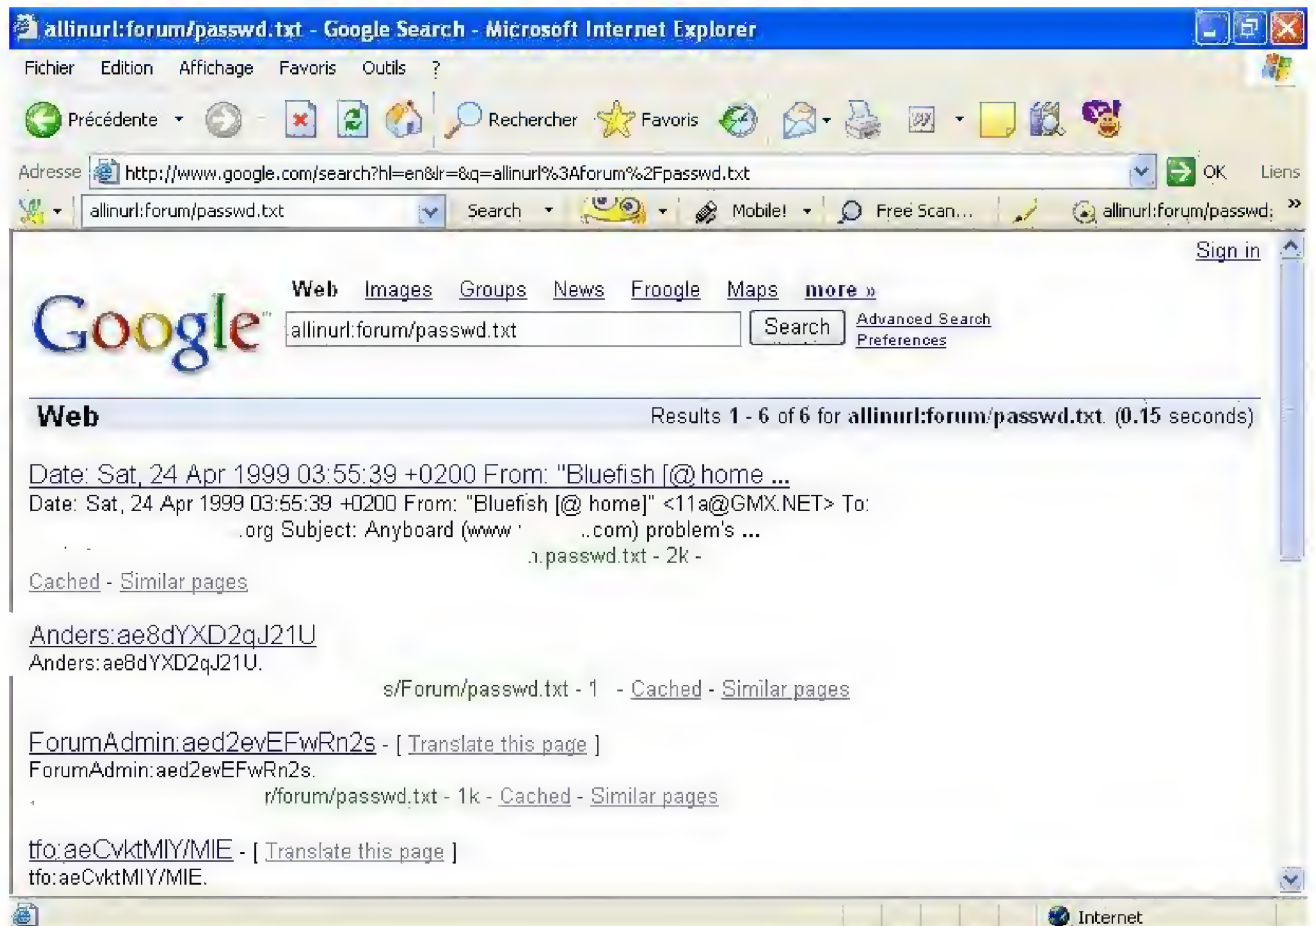 allinurl:forum/passwd.txt - Google Search - Microsoft Internet Explorer
Fichier Edition Affichage Favoris Outils ?
Précédente Rechercher Favoris
Adresse http://www.google.com/search?hl=en&lr=&q=allinurl%3Aforum%2Fpasswd.txt OK Liens
allinurl:forum/passwd.txt Search Mobile! Free Scan... allinurl:forum/passwd: »
Sign in
Web Images Groups News Froogle Maps more »
Google™ allinurl:forum/passwd.txt Search Advanced Search
Preferences
Web Results 1 - 6 of 6 for allinurl:forum/passwd.txt. (0.15 seconds)
Date: Sat, 24 Apr 1999 03:55:39 +0200 From: "Bluefish [@ home ...
Date: Sat, 24 Apr 1999 03:55:39 +0200 From: "Bluefish [@ home]" <11a@GMX.NET> To:
.org Subject: Anyboard (www ..com) problem's ...
.passwd.txt - 2k -
Cached - Similar pages
Anders:ae8dYXD2qJ21U
Anders:ae8dYXD2qJ21U.
s/Forum/passwd.txt - 1 - Cached - Similar pages
ForumAdmin:aed2evEFwRn2s - [ Translate this page ]
ForumAdmin:aed2evEFwRn2s.
r/forum/passwd.txt - 1k - Cached - Similar pages
tfo:aeCvktMIY/MIE - [ Translate this page ]
tfo:aeCvktMIY/MIE.
Internet